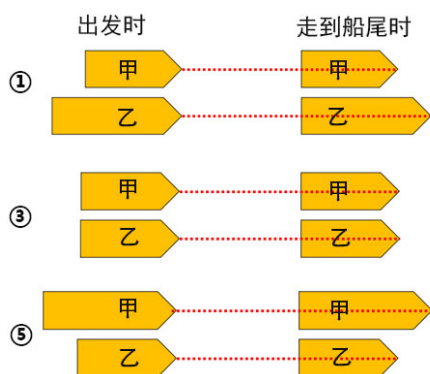 出发时 走到船尾时
① 甲 甲
乙 乙
③ 甲 甲
乙 乙
⑤ 甲 甲
乙 乙